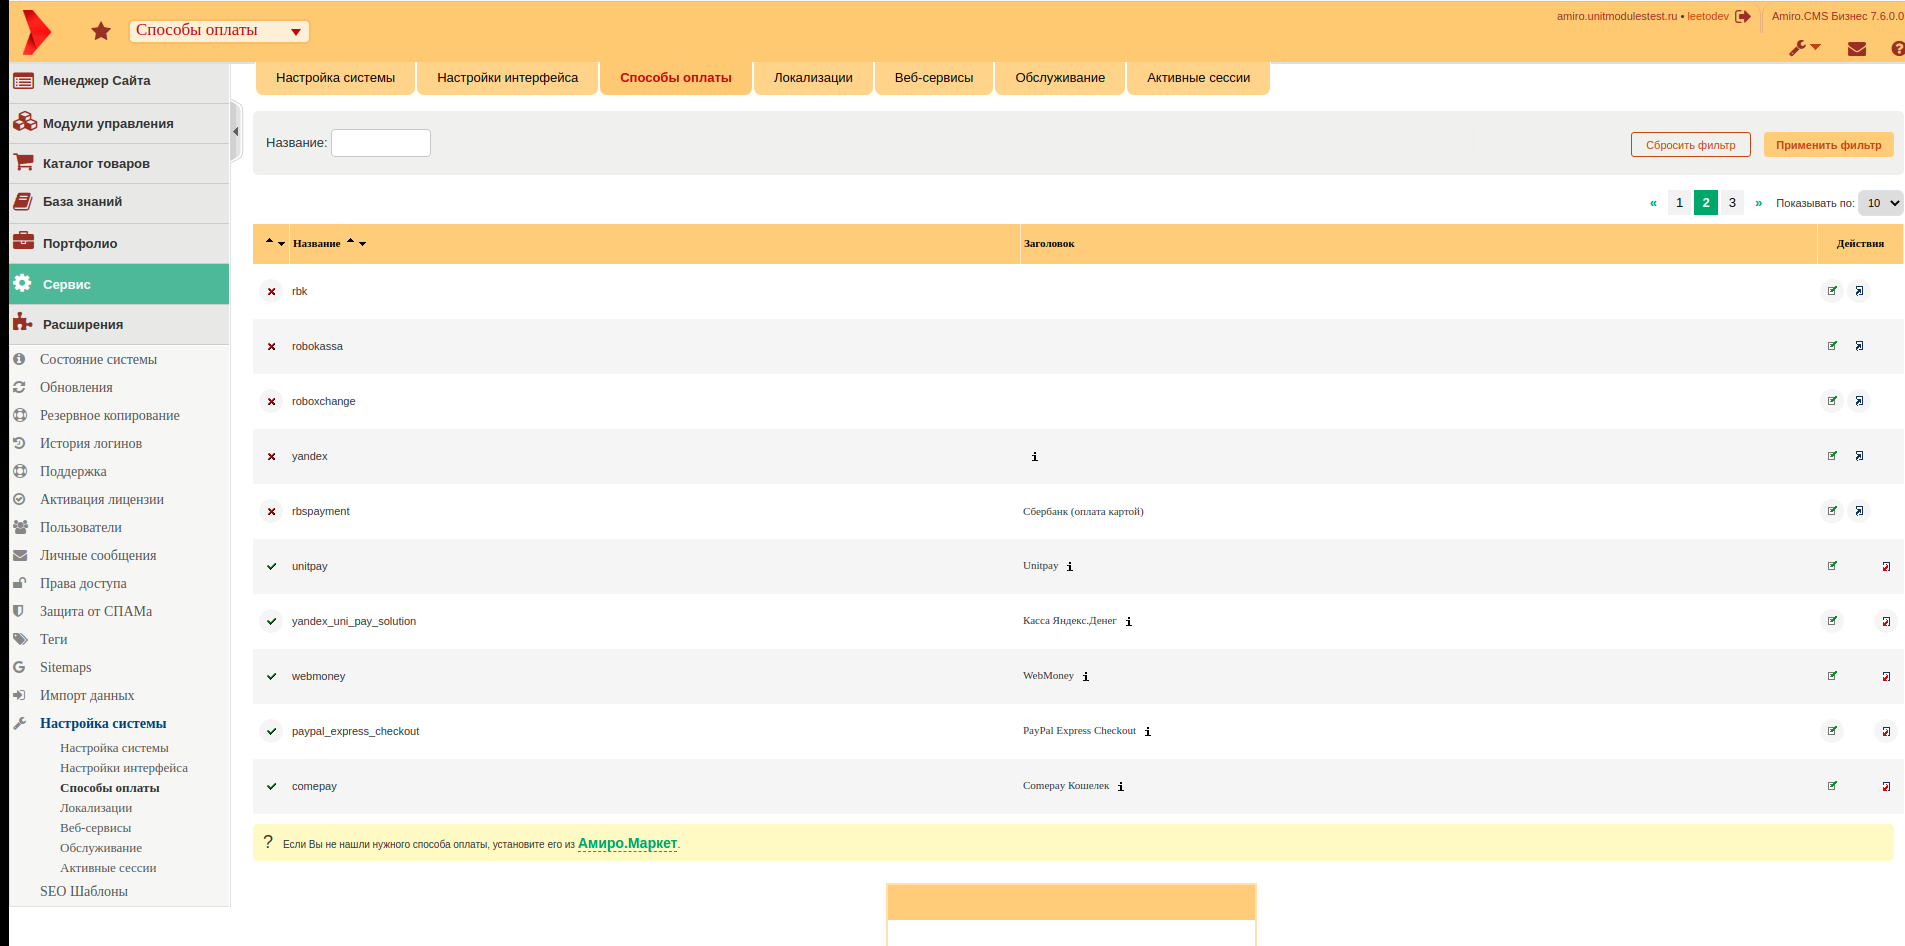 amiro.unitmodulestest.ru • leetodev
Amiro.CMS Бизнес 7.6.0.0
Способы оплаты
Менеджер Сайта
Модули управления
Каталог товаров
База знаний
Портфолио
Сервис
Расширения
Состояние системы
Обновления
Резервное копирование
История логинов
Поддержка
Активация лицензии
Пользователи
Личные сообщения
Права доступа
Защита от СПАМа
Теги
Sitemaps
Импорт данных
Настройка системы
Настройка системы
Настройки интерфейса
Способы оплаты
Локализации
Веб-сервисы
Обслуживание
Активные сессии
SEO Шаблоны
Настройка системы Настройки интерфейса Способы оплаты Локализации Веб-сервисы Обслуживание Активные сессии
Название:
Сбросить фильтр Применить фильтр
« 1 2 3 » Показывать по: 10
Название Заголовок Действия
rbk
robokassa
roboxchange
yandex
rbspayment Сбербанк (оплата картой)
unitpay Unitpay
yandex_uni_pay_solution Касса Яндекс.Денег
webmoney WebMoney
paypal_express_checkout PayPal Express Checkout
comepay Comepay Кошелек
? Если Вы не нашли нужного способа оплаты, установите его из Амиро.Маркет.